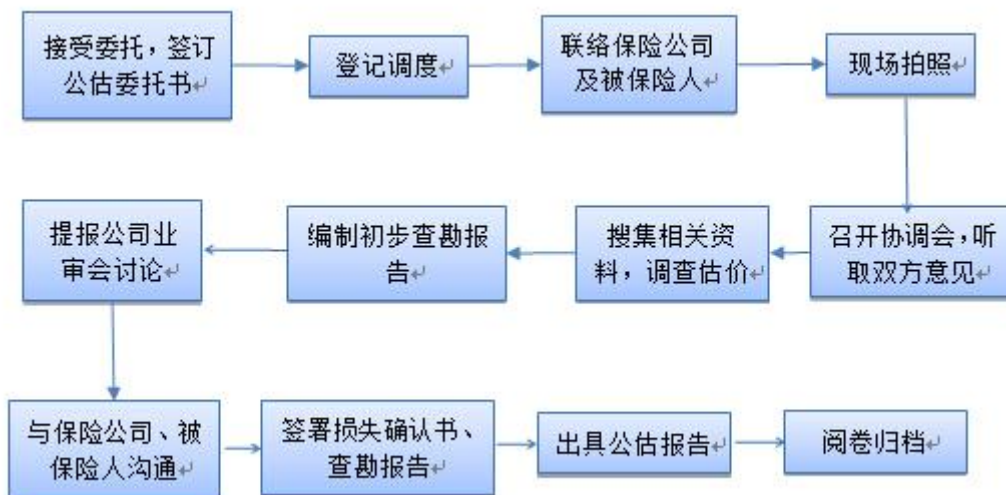 接受委托，签订
公估委托书
登记调度
联络保险公司
及被保险人
现场拍照
召开协调会，听
取双方意见
搜集相关资
料，调查估价
编制初步查勘报
告
提报公司业
审会讨论
与保险公司、被
保险人沟通
签署损失确认书、
查勘报告
出具公估报告
阅卷归档